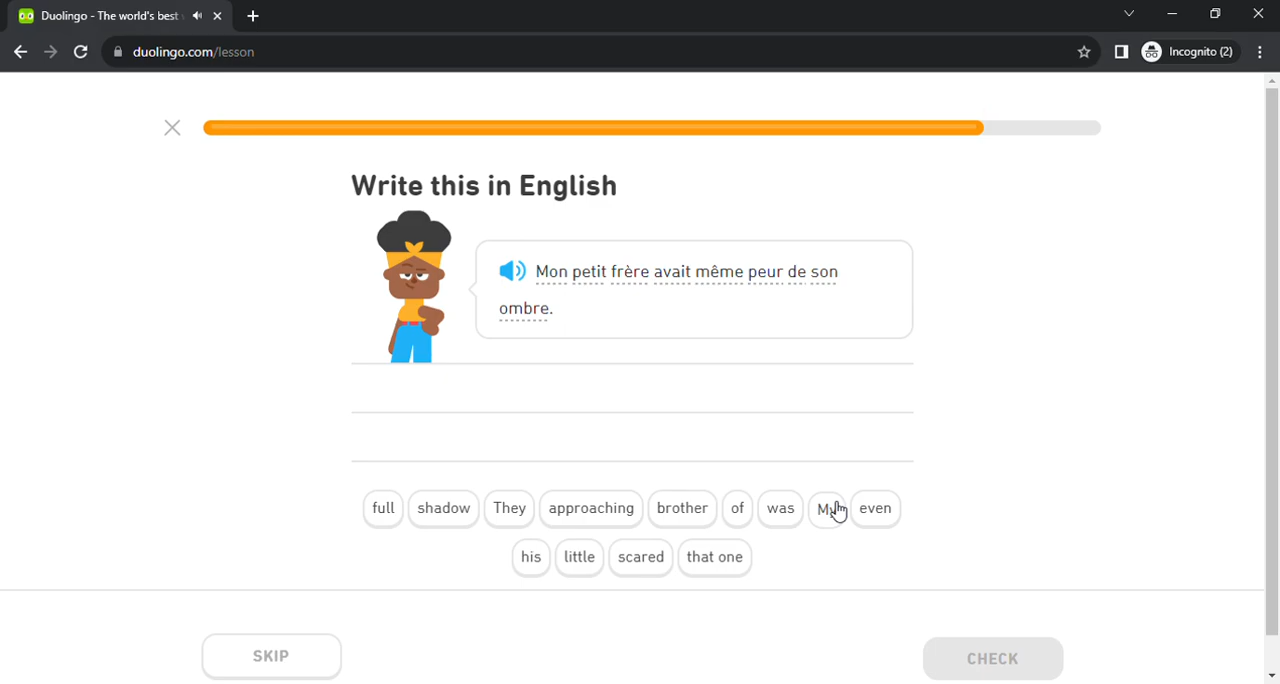 Duolingo - The world's best
duolingo.com/lesson
Incognito (2)
Write this in English
Mon petit frère avait même peur de son
ombre.
full shadow They approaching brother of was even
his little scared that one
SKIP
CHECK